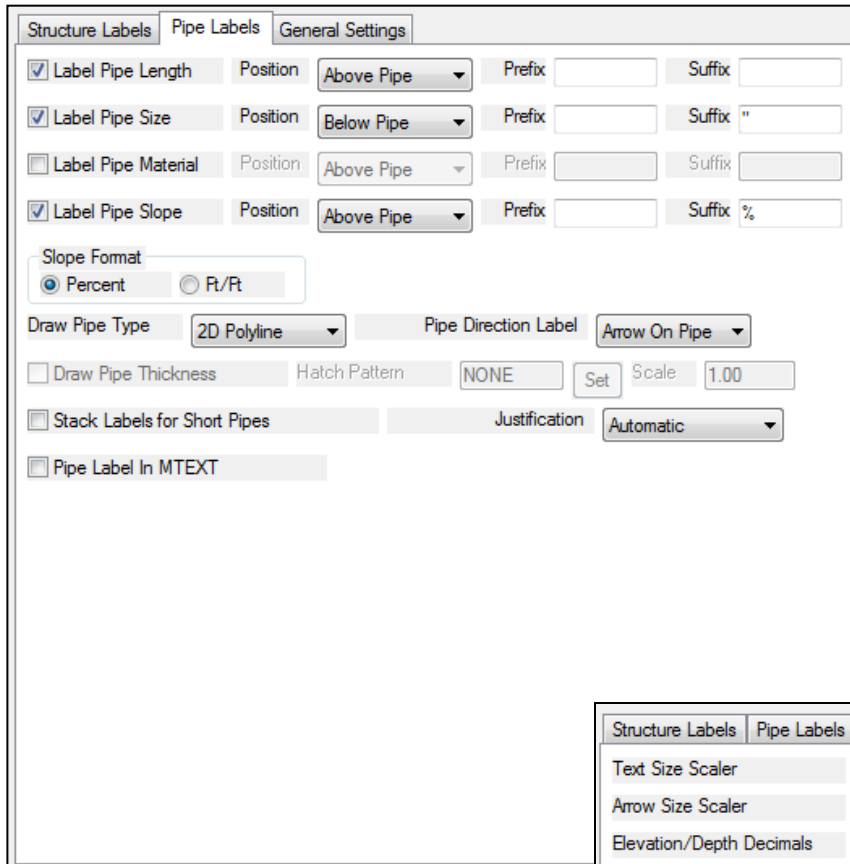 Structure Labels Pipe Labels General Settings
Label Pipe Length Position Above Pipe Prefix Suffix
Label Pipe Size Position Below Pipe Prefix Suffix "
Label Pipe Material Position Above Pipe Prefix Suffix
Label Pipe Slope Position Above Pipe Prefix Suffix %
Slope Format
Percent Ft/Ft
Draw Pipe Type 2D Polyline Pipe Direction Label Arrow On Pipe
Draw Pipe Thickness Hatch Pattern NONE Set Scale 1.00
Stack Labels for Short Pipes Justification Automatic
Pipe Label In MTEXT
Structure Labels Pipe Labels
Text Size Scaler
Arrow Size Scaler
Elevation/Depth Decimals